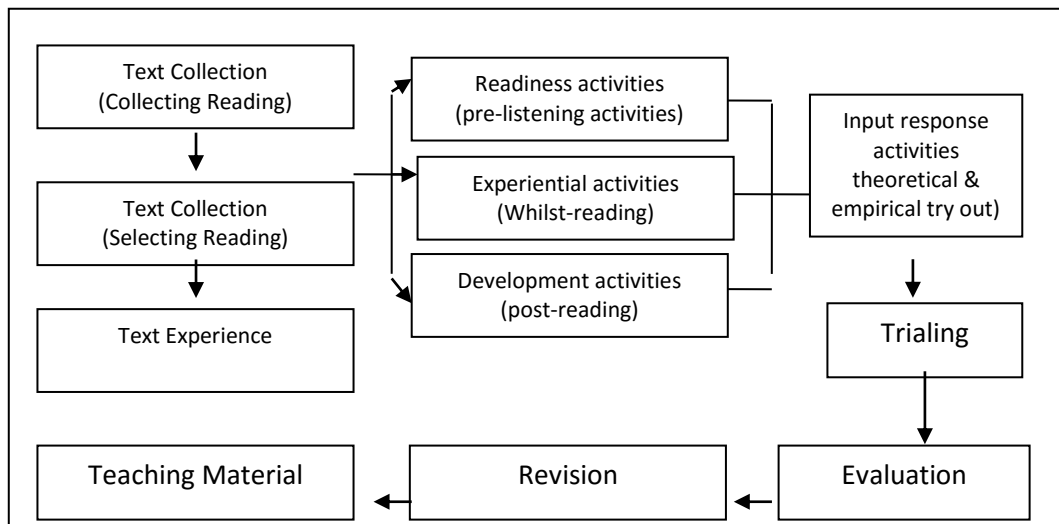 Text Collection
(Collecting Reading)
Text Collection
(Selecting Reading)
Text Experience
Readiness activities
(pre-listening activities)
Experiential activities
(Whilst-reading)
Development activities
(post-reading)
Input response
activities
theoretical &
empirical try out)
Trialing
Evaluation
Revision
Teaching Material